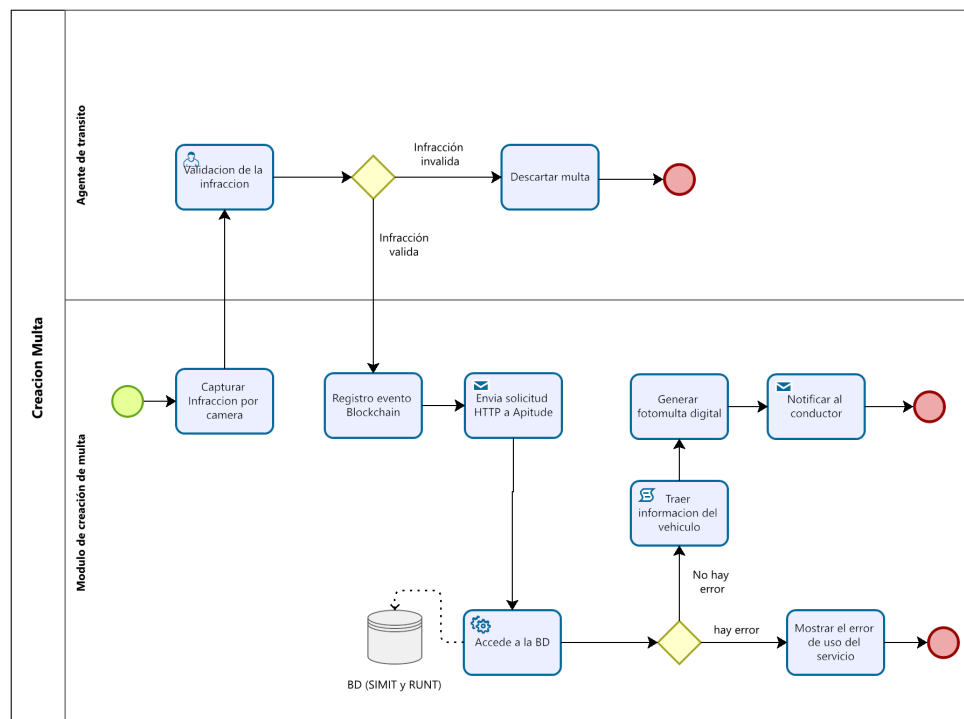 Creacion Multa
Agente de transito
Validacion de la
infraccion
Infracción
invalida
Descartar multa
Infracción
valida
Modulo de creación de multa
Capturar
Infraccion por
camera
Registro evento
Blockchain
Envia solicitud
HTTP a Apitude
Generar
fotomulta digital
Notificar al
conductor
Traer
informacion del
vehiculo
No hay
error
BD (SIMIT y RUNT)
Accede a la BD
hay error
Mostrar el error
de uso del
servicio